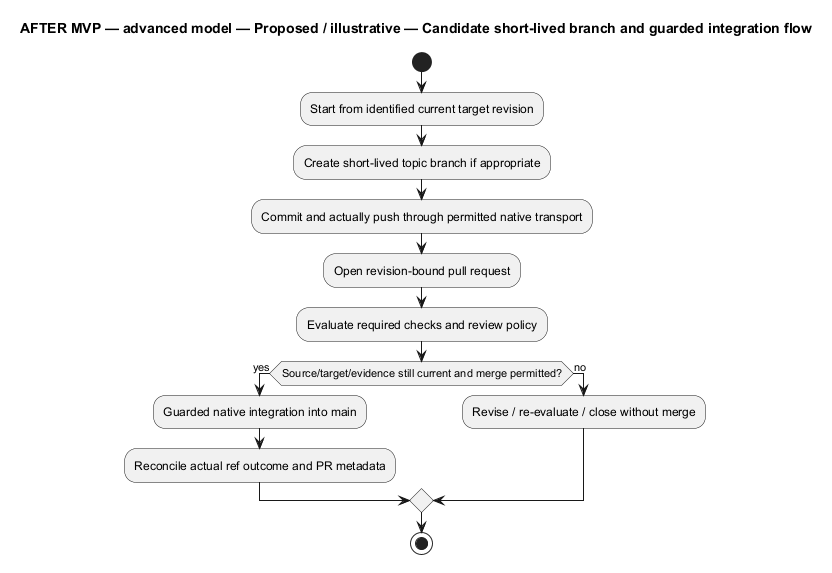 AFTER MVP — advanced model — Proposed / illustrative — Candidate short-lived branch and guarded integration flow
Start from identified current target revision
Create short-lived topic branch if appropriate
Commit and actually push through permitted native transport
Open revision-bound pull request
Evaluate required checks and review policy
yes
Source/target/evidence still current and merge permitted?
no
Guarded native integration into main
Revise / re-evaluate / close without merge
Reconcile actual ref outcome and PR metadata